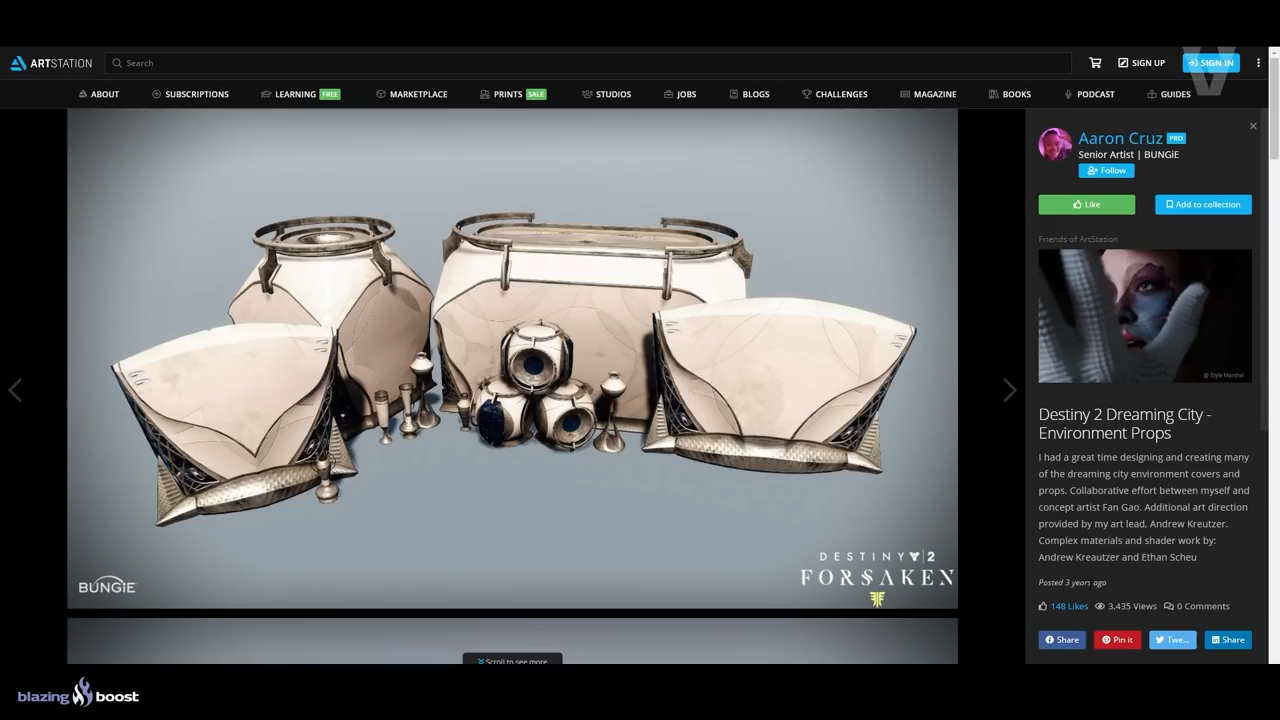 ARTSTATION
Search
SIGN UP
SIGN IN
ABOUT
SUBSCRIPTIONS
LEARNING FREE
MARKETPLACE
PRINTS SALE
STUDIOS
JOBS
BLOGS
CHALLENGES
MAGAZINE
BOOKS
PODCAST
GUIDES
Aaron Cruz PRO
Senior Artist | BUNGiE
Follow
Like
Add to collection
Friends of ArtStation
@ Style Marshal
Destiny 2 Dreaming City -
Environment Props
I had a great time designing and creating many
of the dreaming city environment covers and
props. Collaborative effort between myself and
concept artist Fan Gao. Additional art direction
provided by my art lead, Andrew Kreutzer.
Complex materials and shader work by:
Andrew Kreautzer and Ethan Scheu
Posted 3 years ago
148 Likes
3,435 Views
0 Comments
Share
Pin it
Twe...
Share
BUNGiE
DESTINY 2
FORSAKEN
Scroll to see more
blazing boost